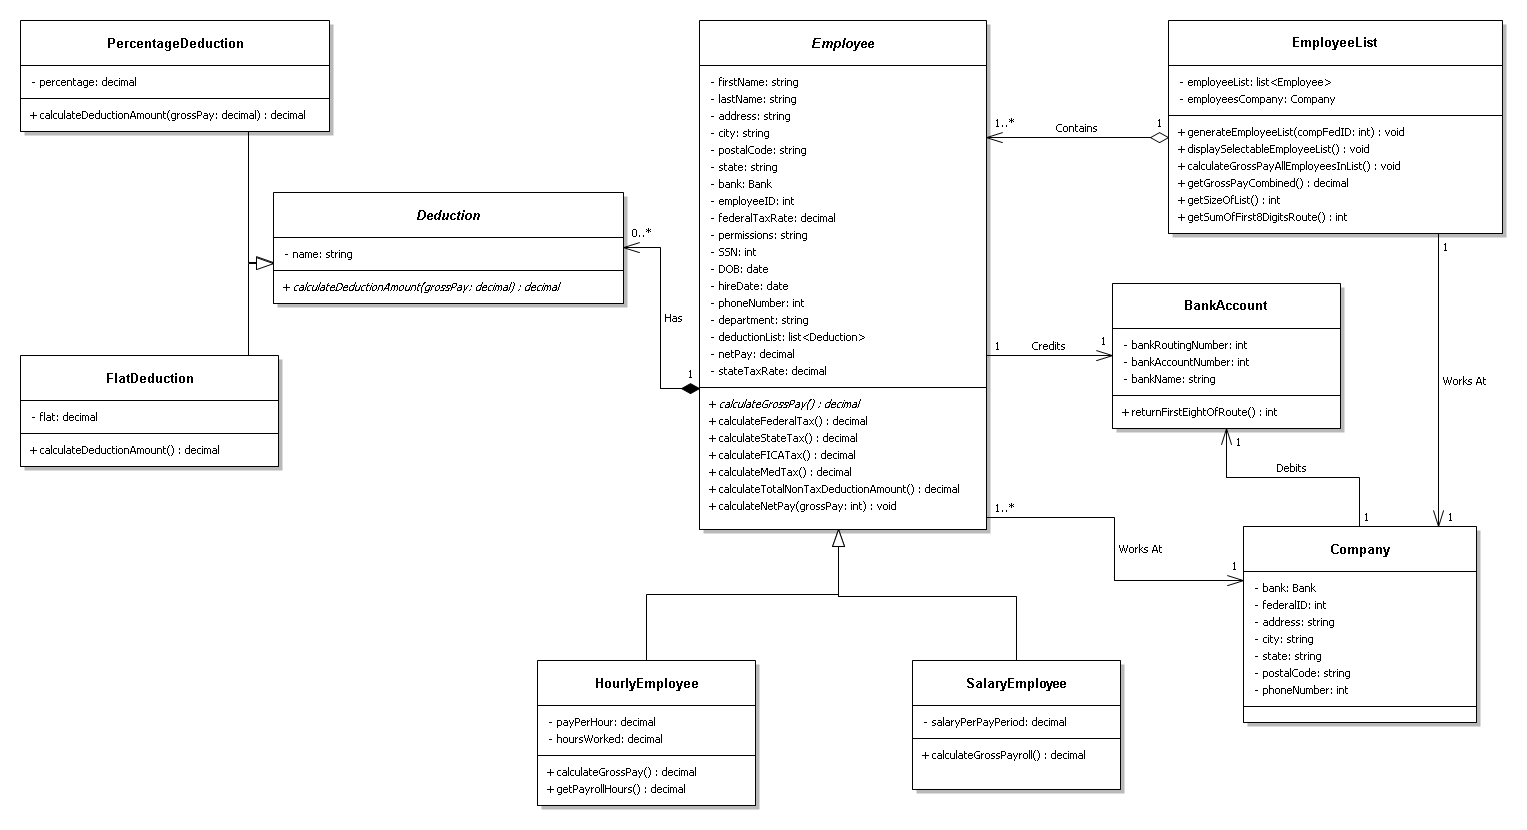 PercentageDeduction
- percentage: decimal
+ calculateDeductionAmount(grossPay: decimal) : decimal
Deduction
- name: string
+ calculateDeductionAmount(grossPay: decimal) : decimal
FlatDeduction
- flat: decimal
+ calculateDeductionAmount() : decimal
0..*
Has
1
Employee
- firstName: string
- lastName: string
- address: string
- city: string
- postalCode: string
- state: string
- bank: Bank
- employeeID: int
- federalTaxRate: decimal
- permissions: string
- SSN: int
- DOB: date
- hireDate: date
- phoneNumber: int
- department: string
- deductionList: list<Deduction>
- netPay: decimal
- stateTaxRate: decimal
+ calculateGrossPay() : decimal
+ calculateFederalTax() : decimal
+ calculateStateTax() : decimal
+ calculateFICATax() : decimal
+ calculateMedTax() : decimal
+ calculateTotalNonTaxDeductionAmount() : decimal
+ calculateNetPay(grossPay: int) : void
1..*
Contains
1
EmployeeList
- employeeList: list<Employee>
- employeesCompany: Company
+ generateEmployeeList(compFedID: int) : void
+ displaySelectableEmployeeList() : void
+ calculateGrossPayAllEmployeesInList() : void
+ getGrossPayCombined() : decimal
+ getSizeOfList() : int
+ getSumOfFirst8DigitsRoute() : int
1
Works At
1
1
Credits
1
BankAccount
- bankRoutingNumber: int
- bankAccountNumber: int
- bankName: string
+ returnFirstEightOfRoute() : int
1
Debits
1
1..*
Works At
1
Company
- bank: Bank
- federalID: int
- address: string
- city: string
- state: string
- postalCode: string
- phoneNumber: int
HourlyEmployee
- payPerHour: decimal
- hoursWorked: decimal
+ calculateGrossPay() : decimal
+ getPayrollHours() : decimal
SalaryEmployee
- salaryPerPayPeriod: decimal
+ calculateGrossPayroll() : decimal